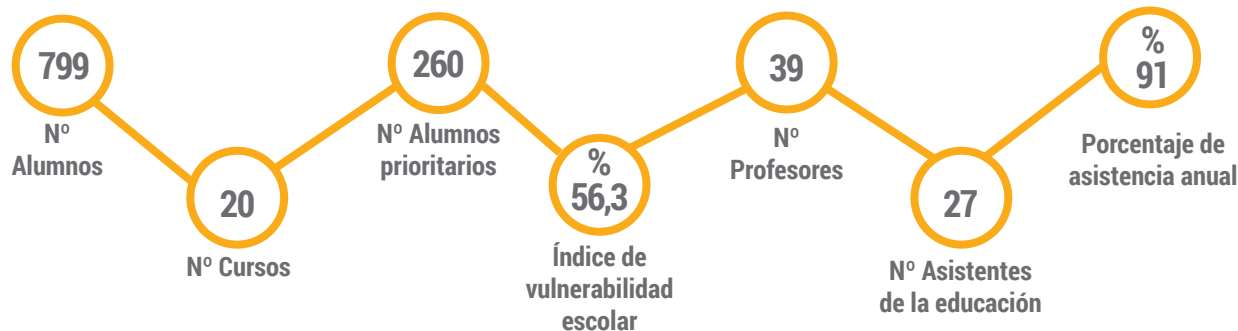 799
Nº
Alumnos
20
Nº Cursos
260
Nº Alumnos
prioritarios
%
56,3
Índice de
vulnerabilidad
escolar
39
Nº
Profesores
27
Nº Asistentes
de la educación
%
91
Porcentaje de
asistencia anual